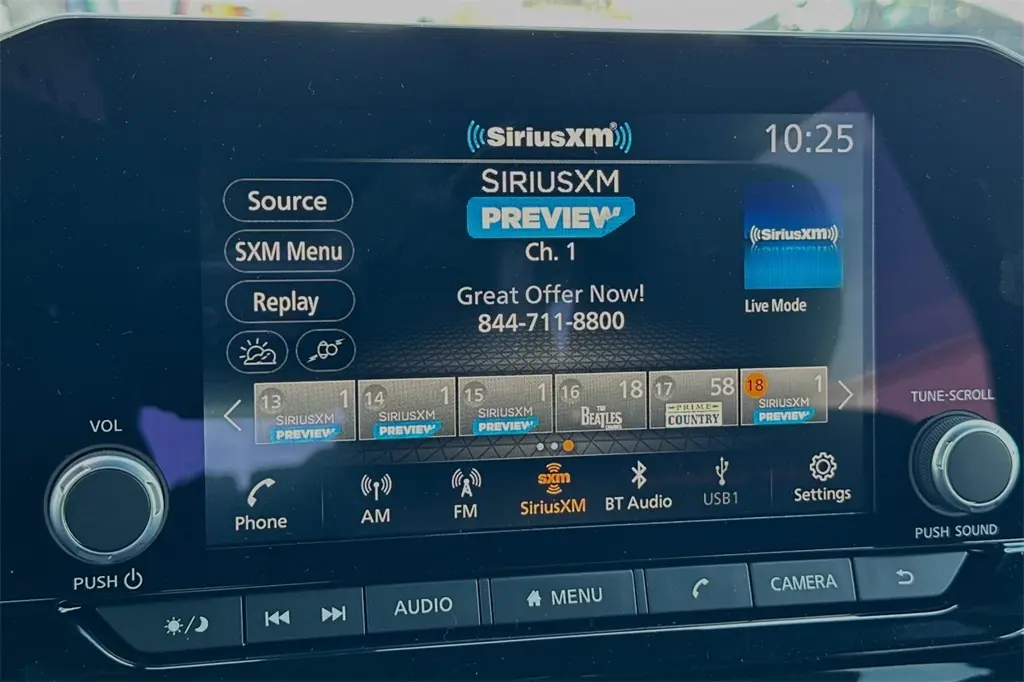 SiriusXM
10:25
Source
SXM Menu
Replay
SIRIUSXM
PREVIEW
Ch. 1
Great Offer Now!
844-711-8800
SiriusXM
Live Mode
13 1
SIRIUSXM
PREVIEW
14 1
SIRIUSXM
PREVIEW
15 1
SIRIUSXM
PREVIEW
16 18
THE
BEATLES
CHANNEL
17 58
PRIME
COUNTRY
18 1
SIRIUSXM
PREVIEW
Phone
AM
FM
sxm
SiriusXM
BT Audio
USB1
Settings
VOL
PUSH
TUNE·SCROLL
PUSH SOUND
AUDIO
MENU
CAMERA